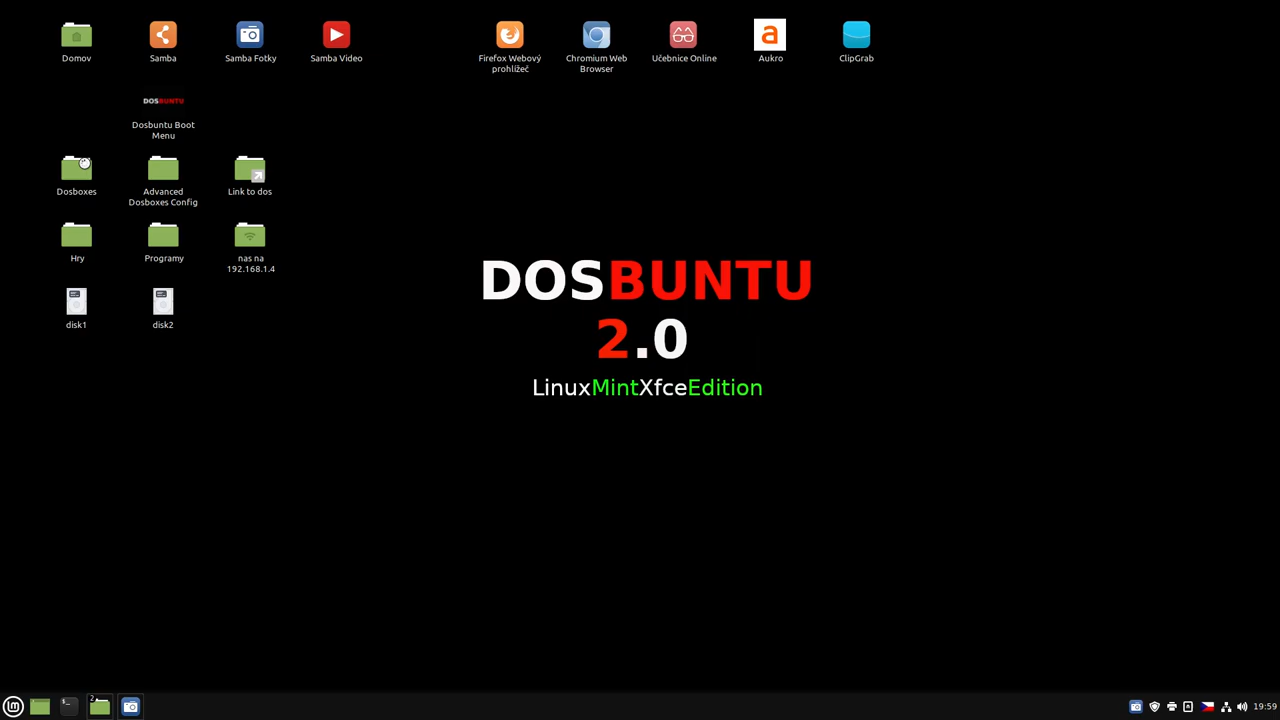 Domov
Samba
Samba Fotky
Samba Video
Firefox Webový
prohlížeč
Chromium Web
Browser
Učebnice Online
a
Aukro
ClipGrab
DOSBUNTU
Dosbuntu Boot
Menu
Dosboxes
Advanced
Dosboxes Config
Link to dos
Hry
Programy
nas na
192.168.1.4
disk1
disk2
DOSBUNTU
2.0
LinuxMintXfceEdition
2
19:59